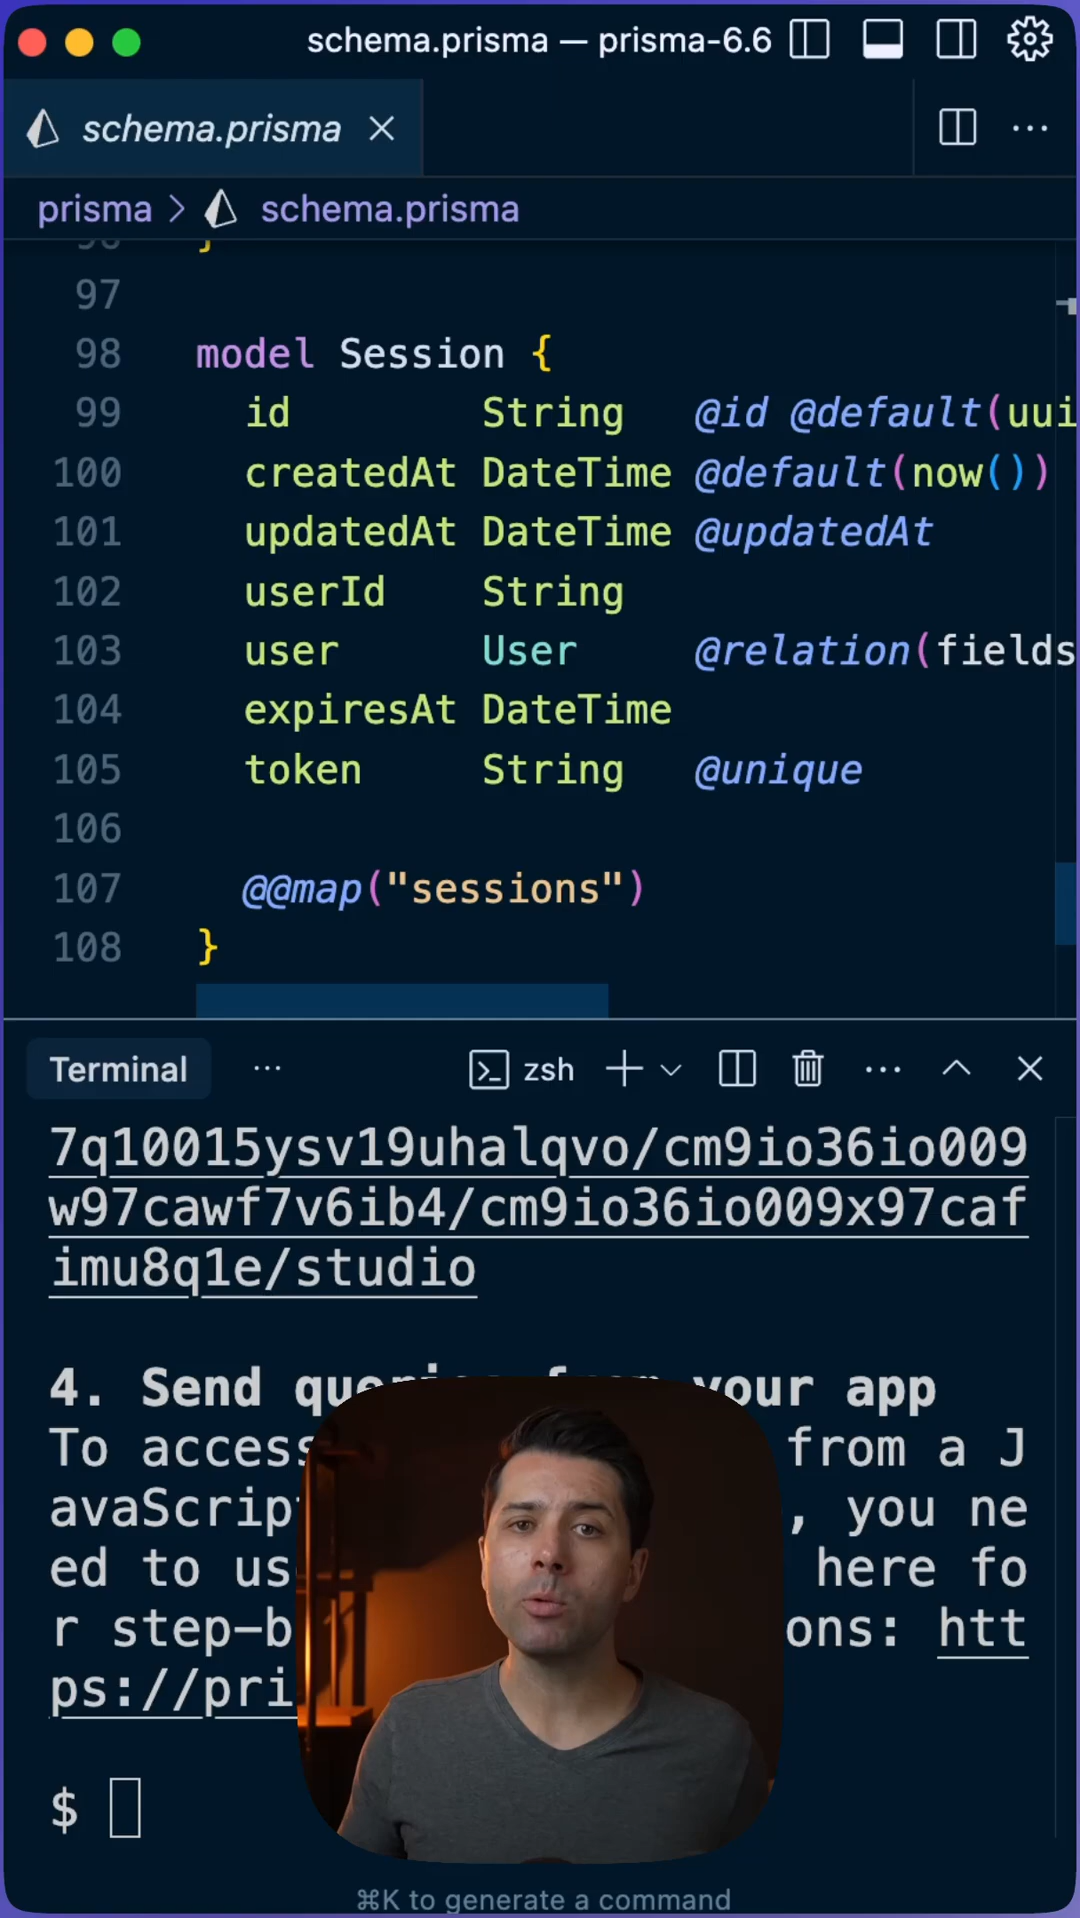 schema.prisma — prisma-6.6
schema.prisma
prisma > schema.prisma
96 }
97
98 model Session {
99 id String @id @default(uui
100 createdAt DateTime @default(now())
101 updatedAt DateTime @updatedAt
102 userId String
103 user User @relation(fields
104 expiresAt DateTime
105 token String @unique
106
107 @@map("sessions")
108 }
Terminal zsh
7q10015ysv19uhalqvo/cm9io36io009
w97cawf7v6ib4/cm9io36io009x97caf
imu8q1e/studio
4. Send queries from your app
To access from a J
avaScrip , you ne
ed to us here fo
r step-b ons: htt
ps://pri
$
⌘K to generate a command